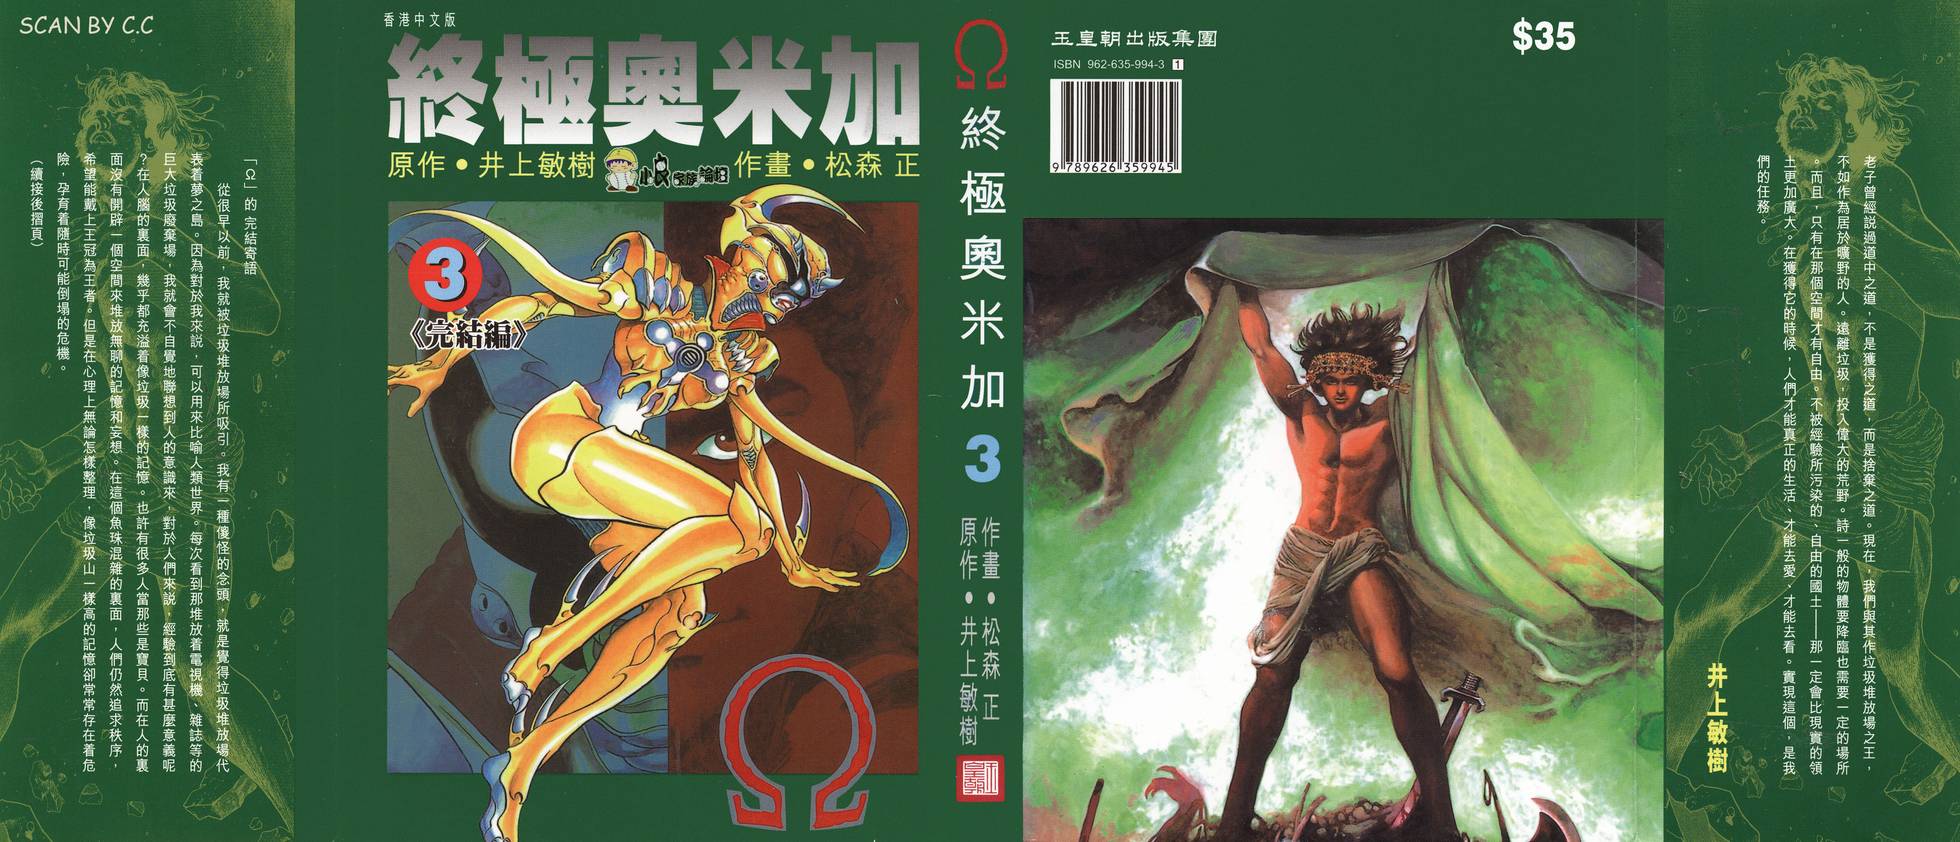 SCAN BY C.C
「Ω」的 完結寄語
從很早以前，我就被垃圾堆放場所吸引。我有一種傻怪的念頭，就是覺得垃圾堆放場代
表着夢之島。因為對於我來説，可以用來比喻人類世界。每次看到那堆放着電視機、雜誌等的
巨大垃圾廢棄場，我就會不自覺地聯想到人的意識來，對於人們來説，經驗到底有甚麼意義呢
？在人腦的裏面，幾乎都充溢着像垃圾一樣的記憶。也許有很多人當那些是寶貝。而在人的裏
面沒有開辟一個空間來堆放無聊的記憶和妄想。在這個魚珠混雜的裏面，人們仍然追求秩序，
希望能戴上王冠為王者。但是在心理上無論怎樣整理，像垃圾山一樣高的記憶卻常常存在着危
險，孕育着隨時可能倒塌的危機。
（續接後摺頁）
香港中文版
終極奧米加
原作●井上敏樹
小皮家族論壇
作畫●松森 正
3
《完結編》
Ω
Ω
終極奧米加
3
作畫●松森 正
原作●井上敏樹
玉皇朝
玉皇朝出版集團
ISBN 962-635-994-3 1
9 789626 359945
$35
老子曾經説過道中之道，不是獲得之道，而是捨棄之道。現在，我們與其作垃圾堆放場之王，
不如作為居於曠野的人。遠離垃圾，投入偉大的荒野。詩一般的物體要降臨也需要一定的場所
。而且，只有在那個空間才有自由。不被經驗所污染的、自由的國土——那一定會比現實的領
土更加廣大。在獲得它的時候，人們才能真正的生活、才能去愛、才能去看。實現這個，是我
們的任務。
井上敏樹